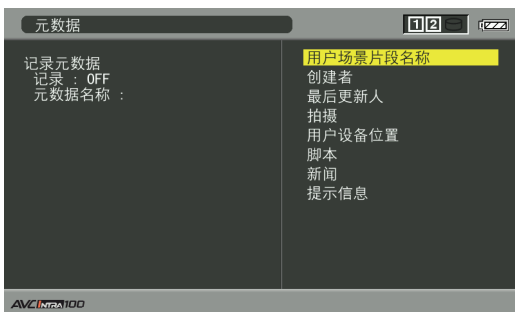 元数据
1 2
记录元数据
记录 : OFF
元数据名称 :
用户场景片段名称
创建者
最后更新人
拍摄
用户设备位置
脚本
新闻
提示信息
AVC INTRA 100